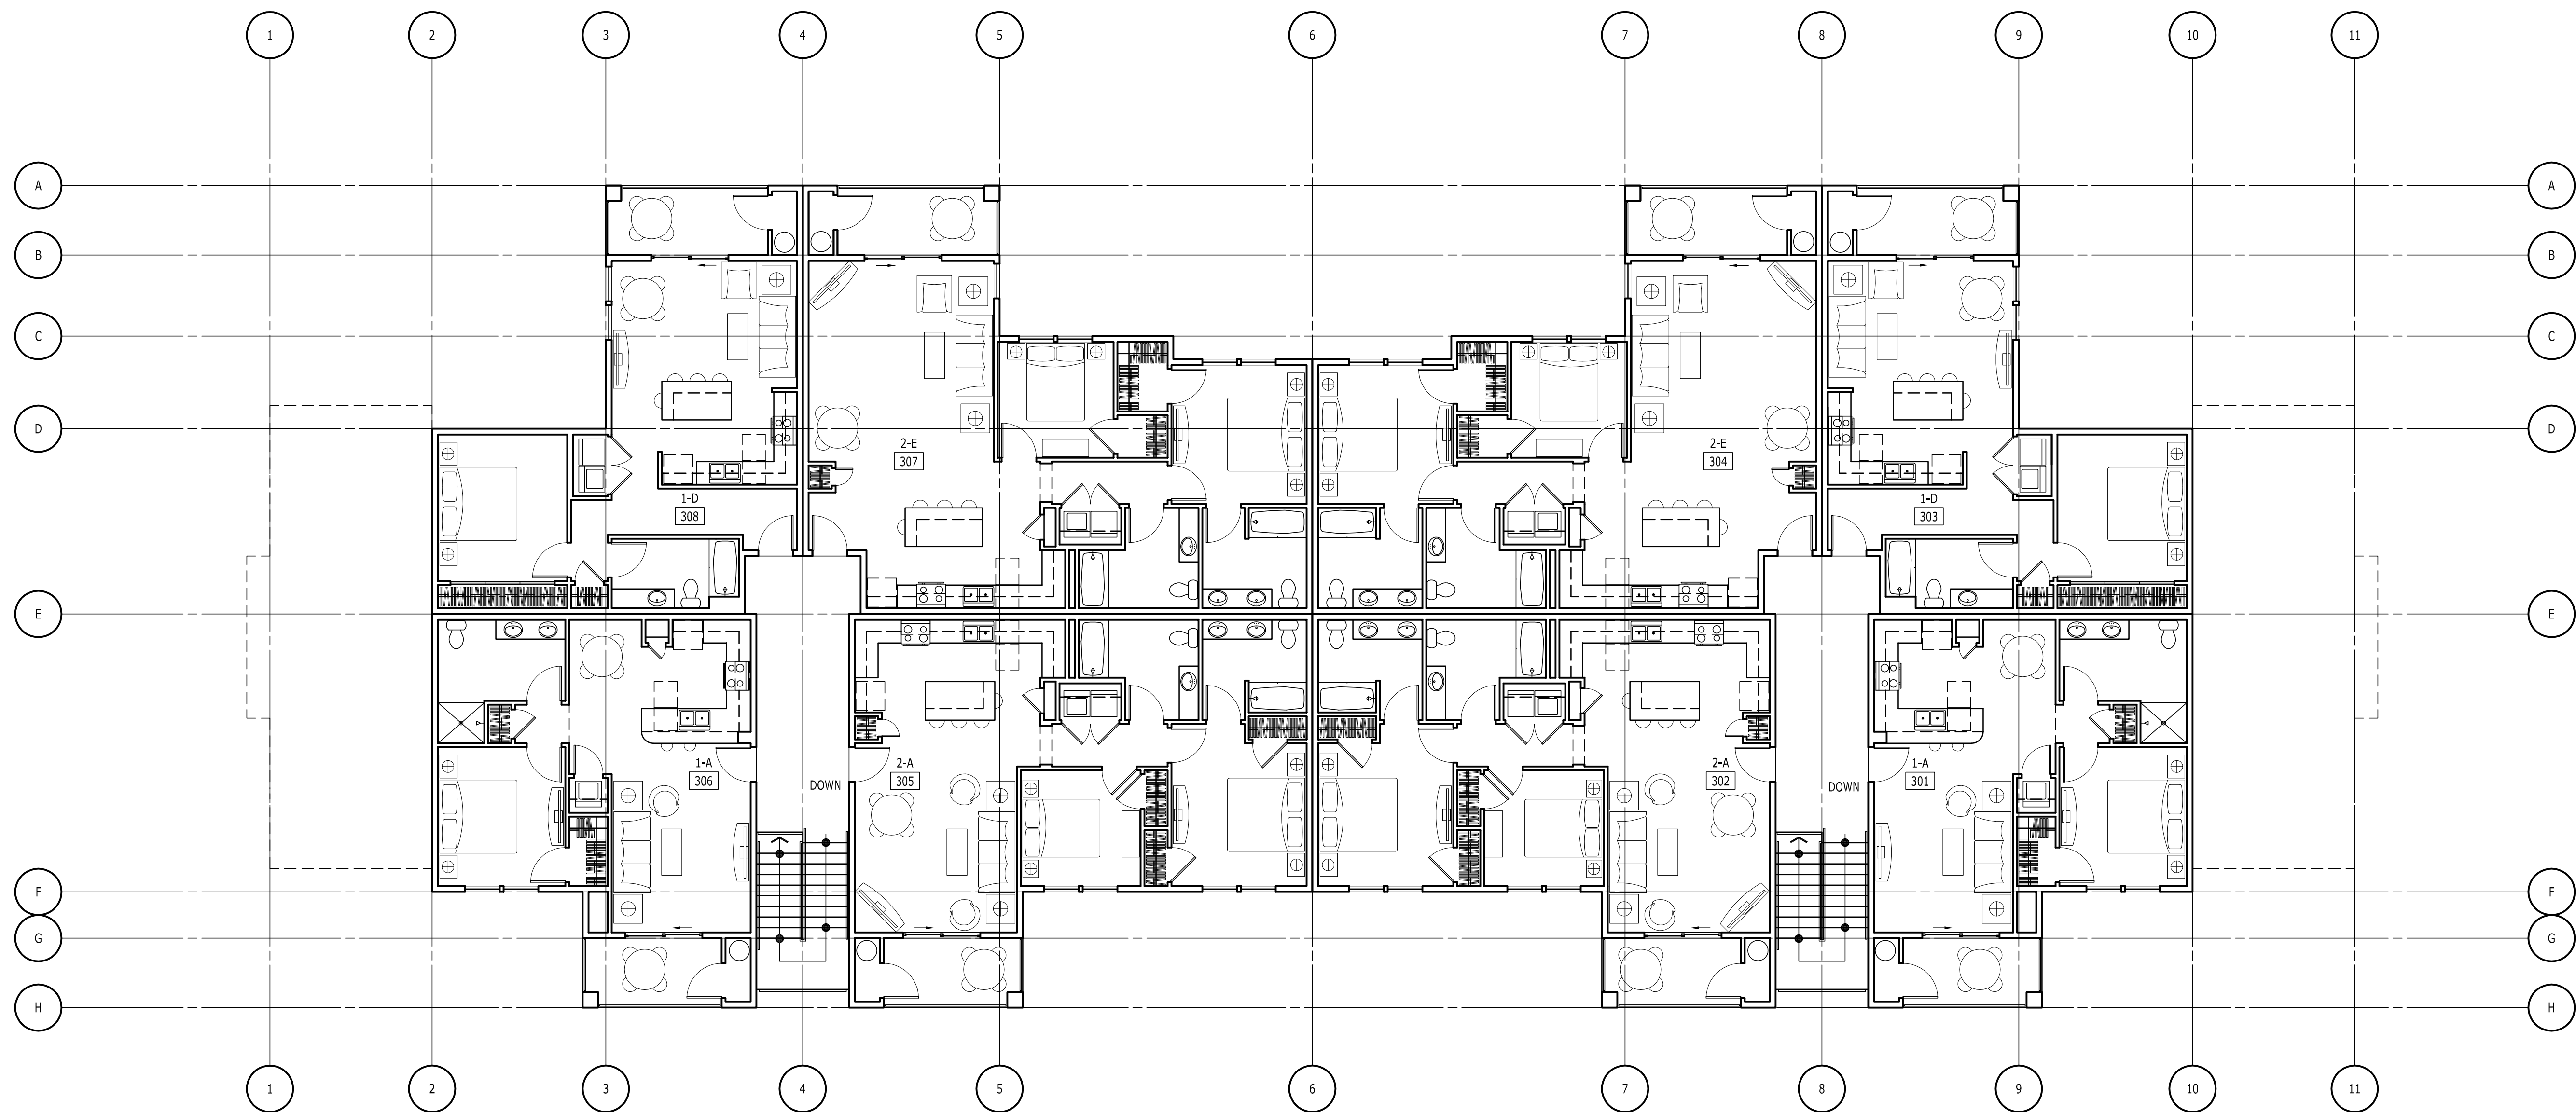 1 2 3 4 5 6 7 8 9 10 11
A A
B B
C C
D D
2-E 2-E
307 304
1-D 1-D
308 303
E E
1-A 2-A 2-A 1-A
306 305 302 301
DOWN DOWN
F F
G G
H H
1 2 3 4 5 6 7 8 9 10 11